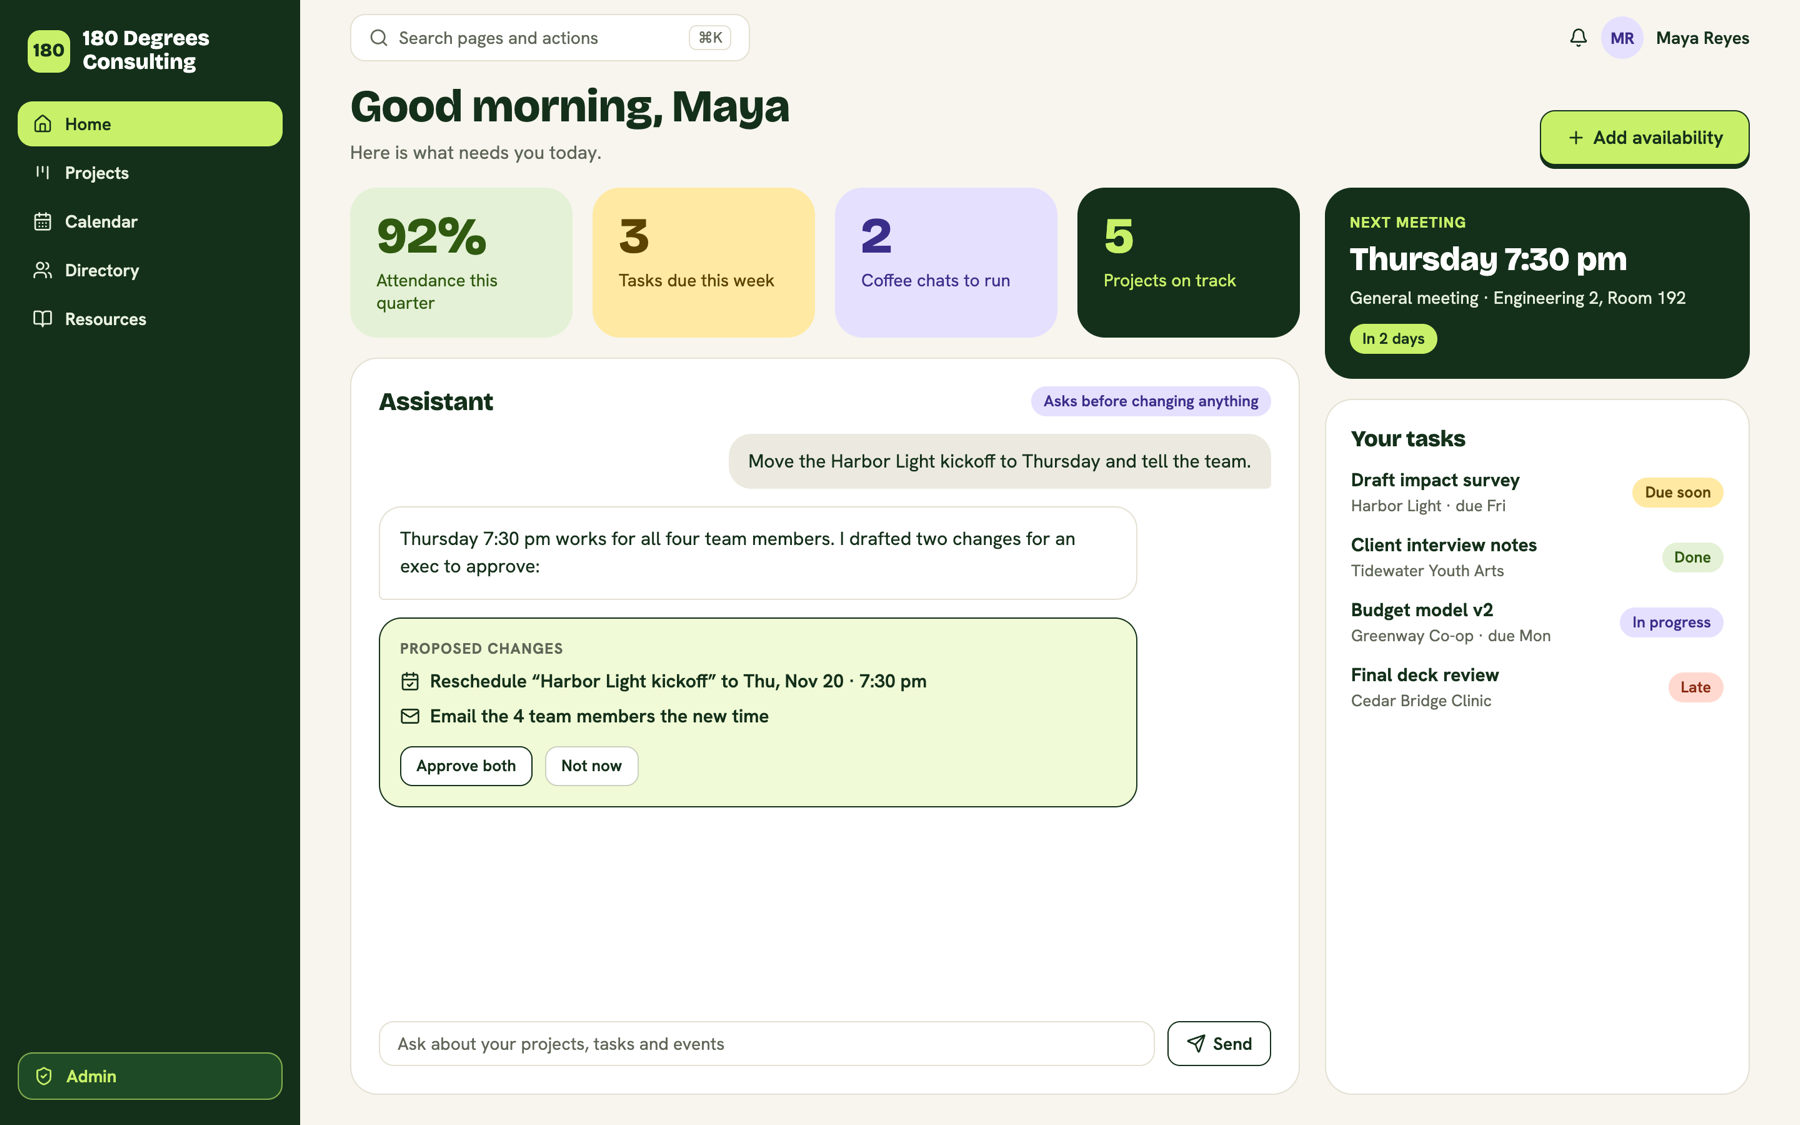 180
180 Degrees
Consulting
Home
Projects
Calendar
Directory
Resources
Admin
Search pages and actions
⌘K
MR
Maya Reyes
Good morning, Maya
Here is what needs you today.
+ Add availability
92%
Attendance this
quarter
3
Tasks due this week
2
Coffee chats to run
5
Projects on track
Assistant
Asks before changing anything
Move the Harbor Light kickoff to Thursday and tell the team.
Thursday 7:30 pm works for all four team members. I drafted two changes for an
exec to approve:
PROPOSED CHANGES
Reschedule “Harbor Light kickoff” to Thu, Nov 20 · 7:30 pm
Email the 4 team members the new time
Approve both
Not now
Ask about your projects, tasks and events
Send
NEXT MEETING
Thursday 7:30 pm
General meeting · Engineering 2, Room 192
In 2 days
Your tasks
Draft impact survey
Harbor Light · due Fri
Due soon
Client interview notes
Tidewater Youth Arts
Done
Budget model v2
Greenway Co-op · due Mon
In progress
Final deck review
Cedar Bridge Clinic
Late